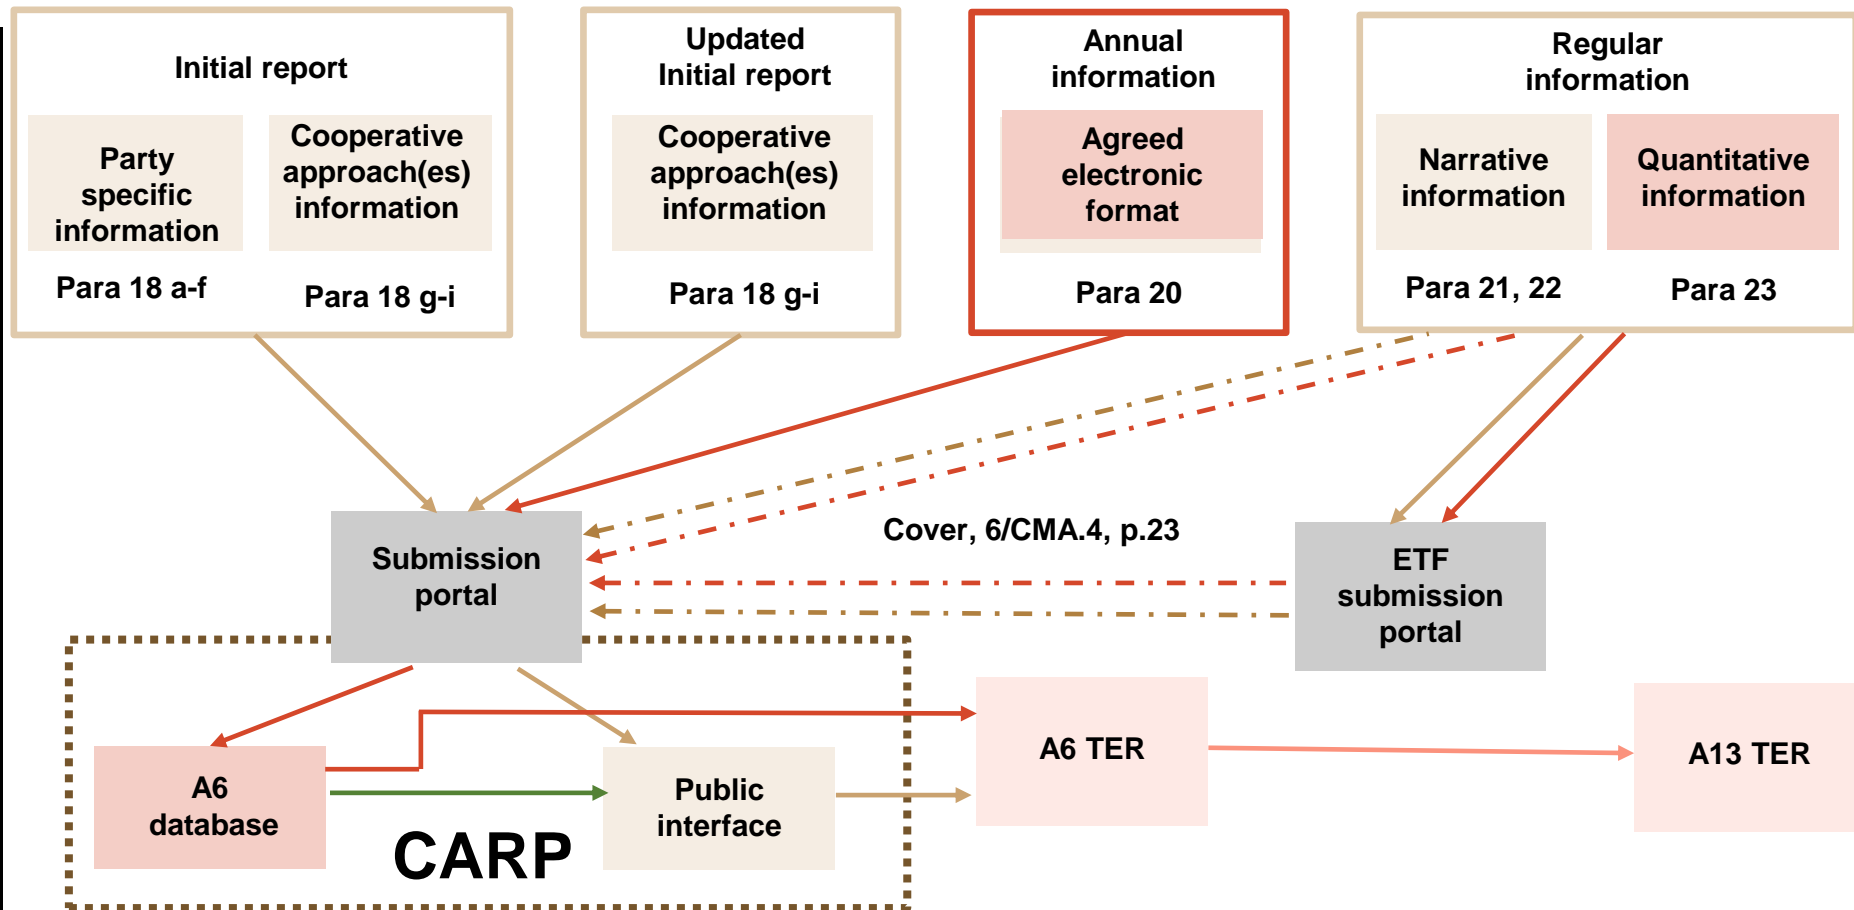 Initial report
Party
specific
information
Para 18 a-f
Cooperative
approach(es)
information
Para 18 g-i
Updated
Initial report
Cooperative
approach(es)
information
Para 18 g-i
Annual
information
Agreed
electronic
format
Para 20
Regular
information
Narrative
information
Para 21, 22
Quantitative
information
Para 23
Submission
portal
Cover, 6/CMA.4, p.23
ETF
submission
portal
A6
database
CARP
Public
interface
A6 TER
A13 TER